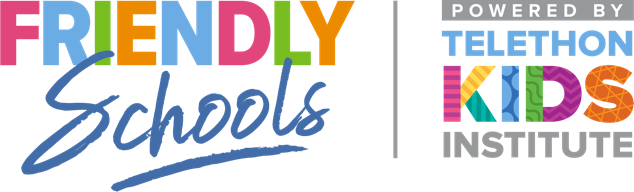 FRIENDLY
Schools
POWERED BY
TELETHON
KIDS
INSTITUTE